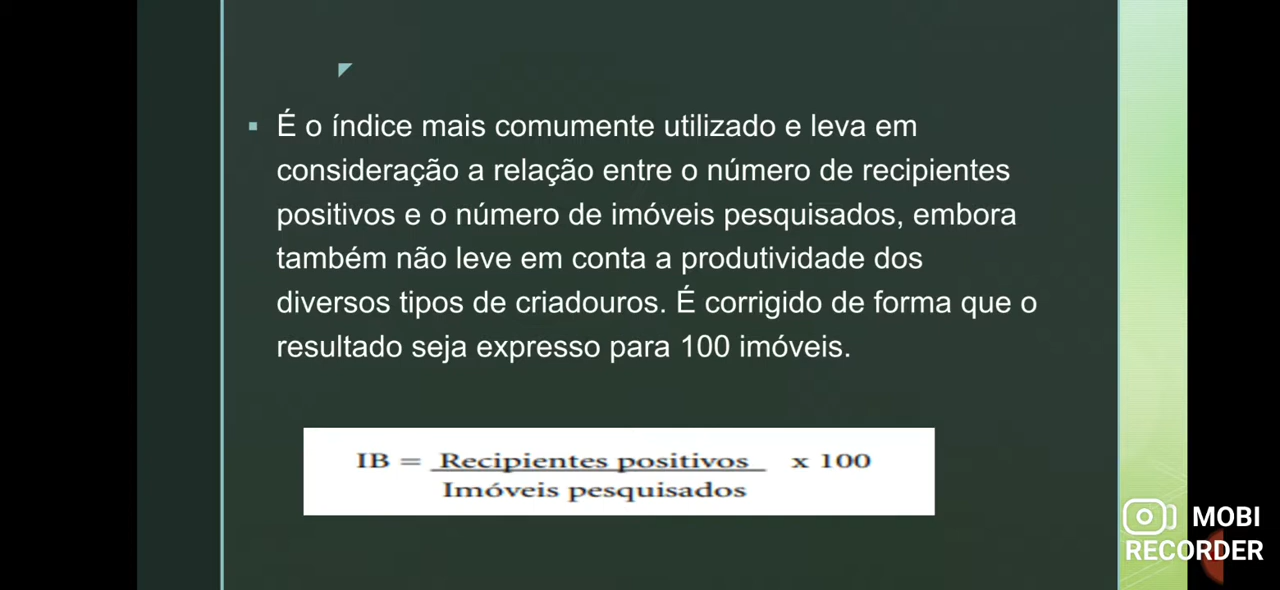 É o índice mais comumente utilizado e leva em
consideração a relação entre o número de recipientes
positivos e o número de imóveis pesquisados, embora
também não leve em conta a produtividade dos
diversos tipos de criadouros. É corrigido de forma que o
resultado seja expresso para 100 imóveis.
IB = Recipientes positivos x 100
Imóveis pesquisados
MOBI
RECORDER